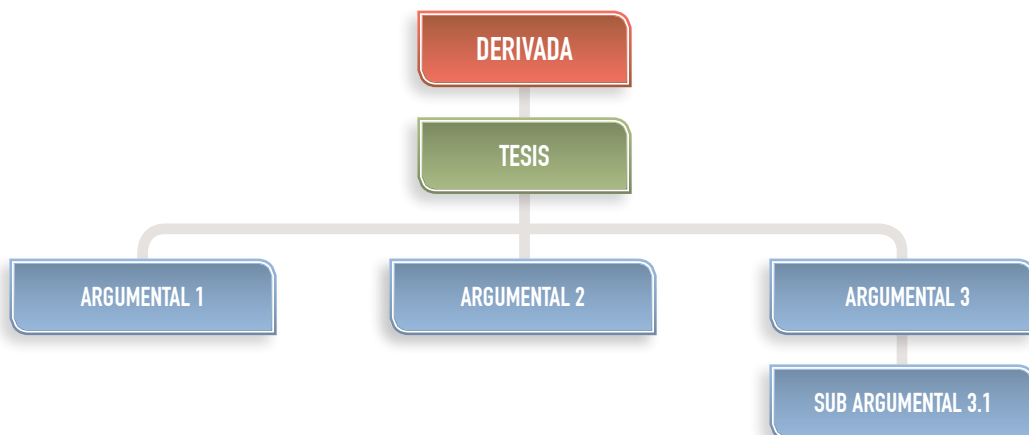 DERIVADA
TESIS
ARGUMENTAL 1
ARGUMENTAL 2
ARGUMENTAL 3
SUB ARGUMENTAL 3.1